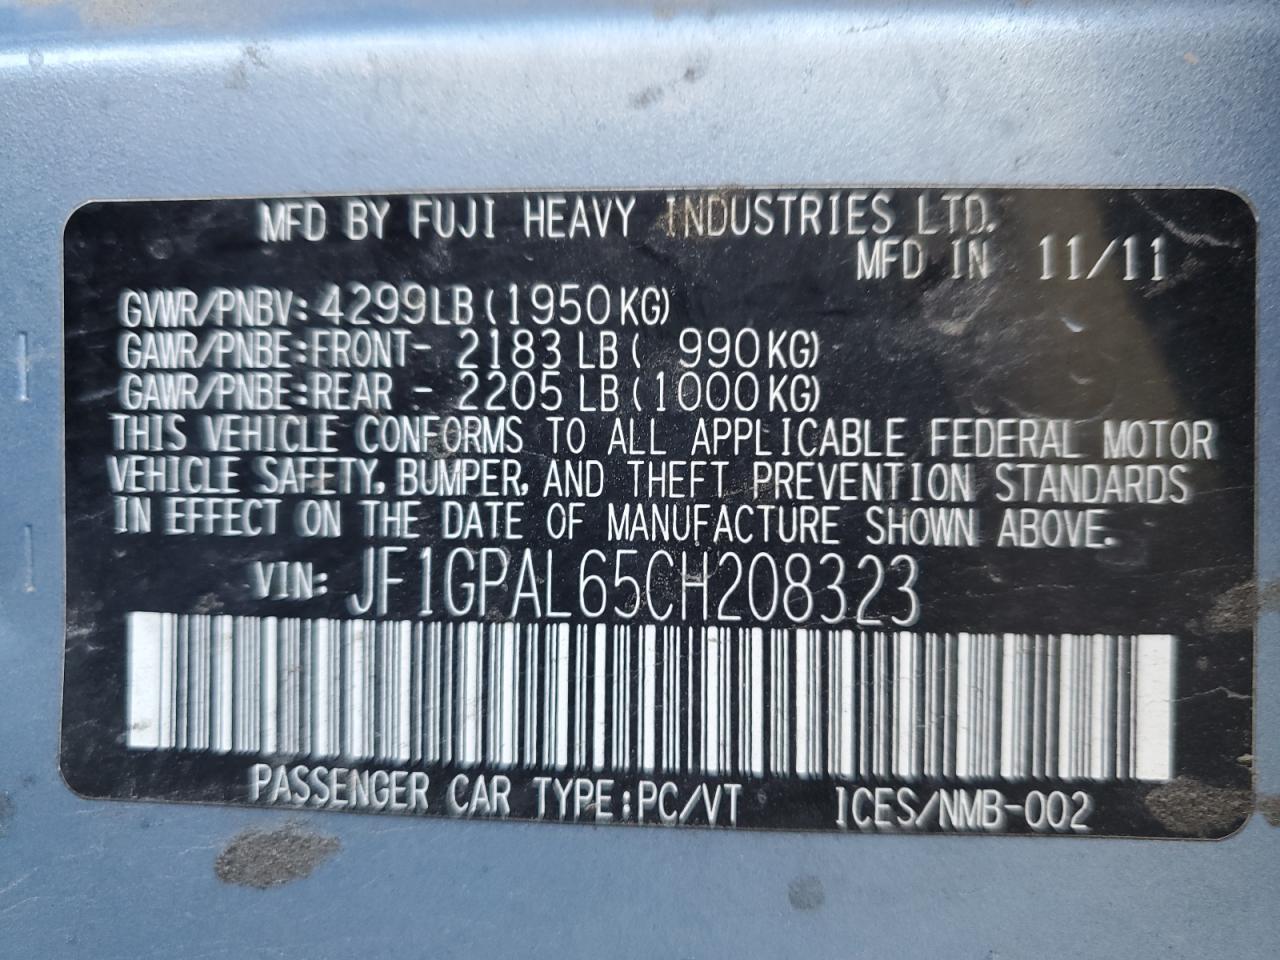 MFD BY FUJI HEAVY INDUSTRIES LTD.
MFD IN 11/11
GVWR/PNBV: 4299LB (1950KG)
GAWR/PNBE:FRONT- 2183 LB ( 990KG)
GAWR/PNBE:REAR - 2205 LB (1000KG)
THIS VEHICLE CONFORMS TO ALL APPLICABLE FEDERAL MOTOR
VEHICLE SAFETY, BUMPER, AND THEFT PREVENTION STANDARDS
IN EFFECT ON THE DATE OF MANUFACTURE SHOWN ABOVE.
VIN: JF1GPAL65CH208323
PASSENGER CAR TYPE:PC/VT ICES/NMB-002